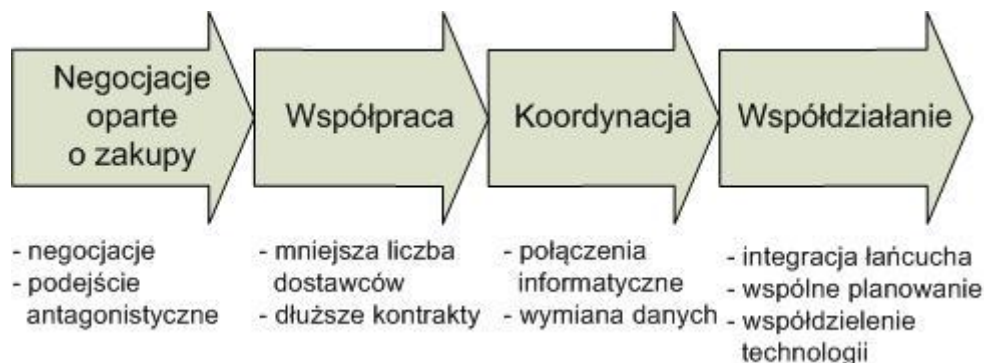 Negocjacje
oparte
o zakupy
Współpraca
Koordynacja
Współdziałanie
- negocjacje
- podejście
antagonistyczne
- mniejsza liczba
dostawców
- dłuższe kontrakty
- połączenia
informatyczne
- wymiana danych
- integracja łańcucha
- wspólne planowanie
- współdzielenie
technologii